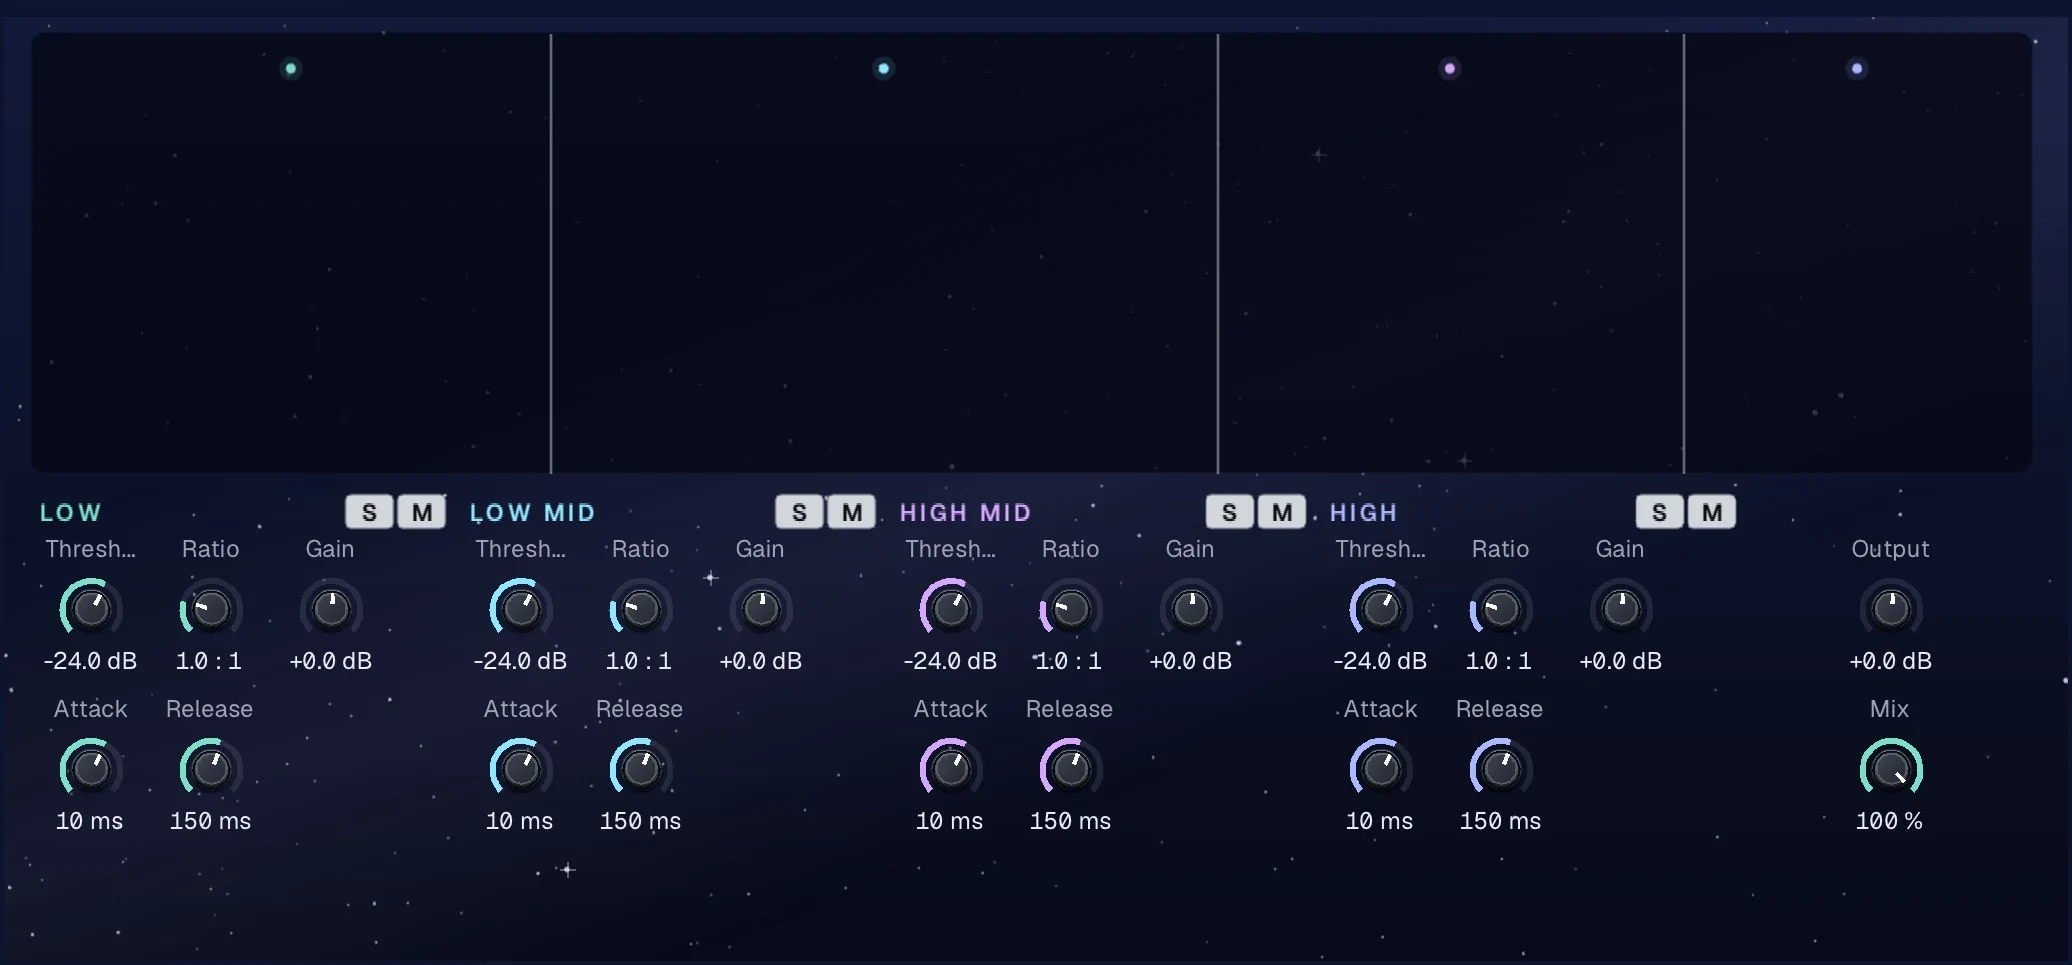 LOW S M LOW MID S M HIGH MID S M HIGH S M
Thresh... Ratio Gain Thresh... Ratio Gain Thresh... Ratio Gain Thresh... Ratio Gain Output
-24.0 dB 1.0 : 1 +0.0 dB -24.0 dB 1.0 : 1 +0.0 dB -24.0 dB 1.0 : 1 +0.0 dB -24.0 dB 1.0 : 1 +0.0 dB +0.0 dB
Attack Release Attack Release Attack Release Attack Release Mix
10 ms 150 ms 10 ms 150 ms 10 ms 150 ms 10 ms 150 ms 100 %